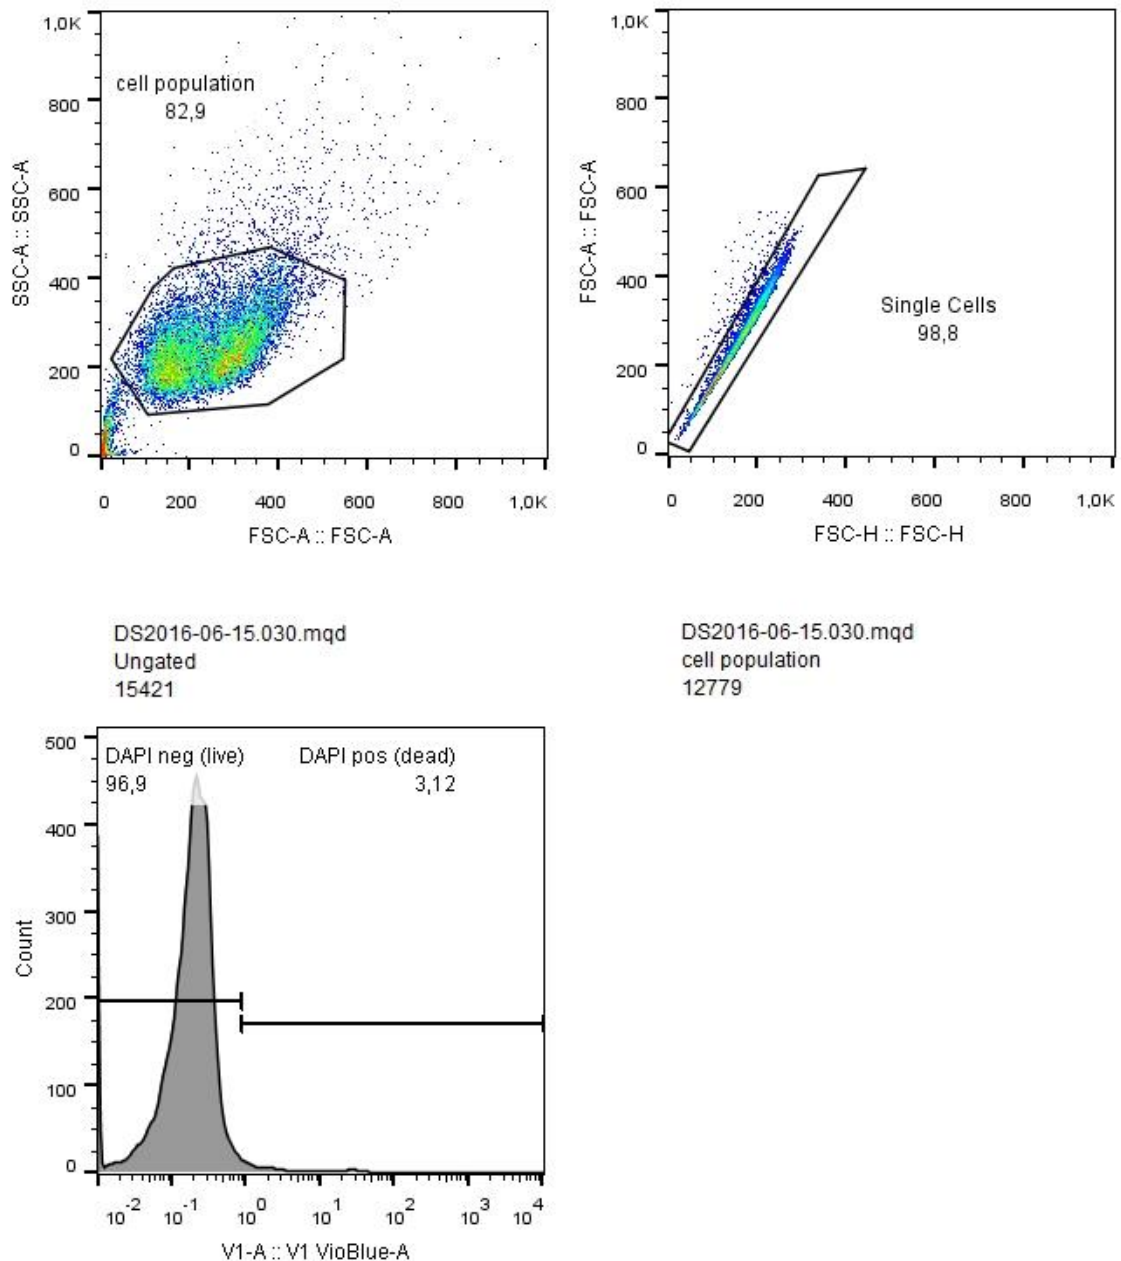 1,0K
800
600
400
200
0
cell population
82,9
SSC-A :: SSC-A
0 200 400 600 800 1,0K
FSC-A :: FSC-A
DS2016-06-15.030.mqd
Ungated
15421
1,0K
800
600
400
200
0
Single Cells
98,8
FSC-A :: FSC-A
0 200 400 600 800 1,0K
FSC-H :: FSC-H
DS2016-06-15.030.mqd
cell population
12779
500
400
300
200
100
0
DAPI neg (live) DAPI pos (dead)
96,9 3,12
Count
10^-2 10^-1 10^0 10^1 10^2 10^3 10^4
V1-A :: V1 VioBlue-A